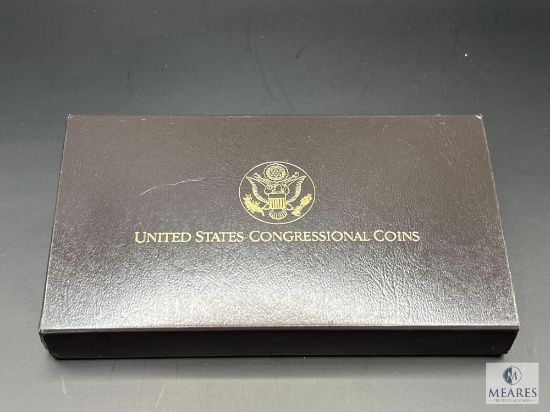 UNITED STATES CONGRESSIONAL COINS
M
MEARES